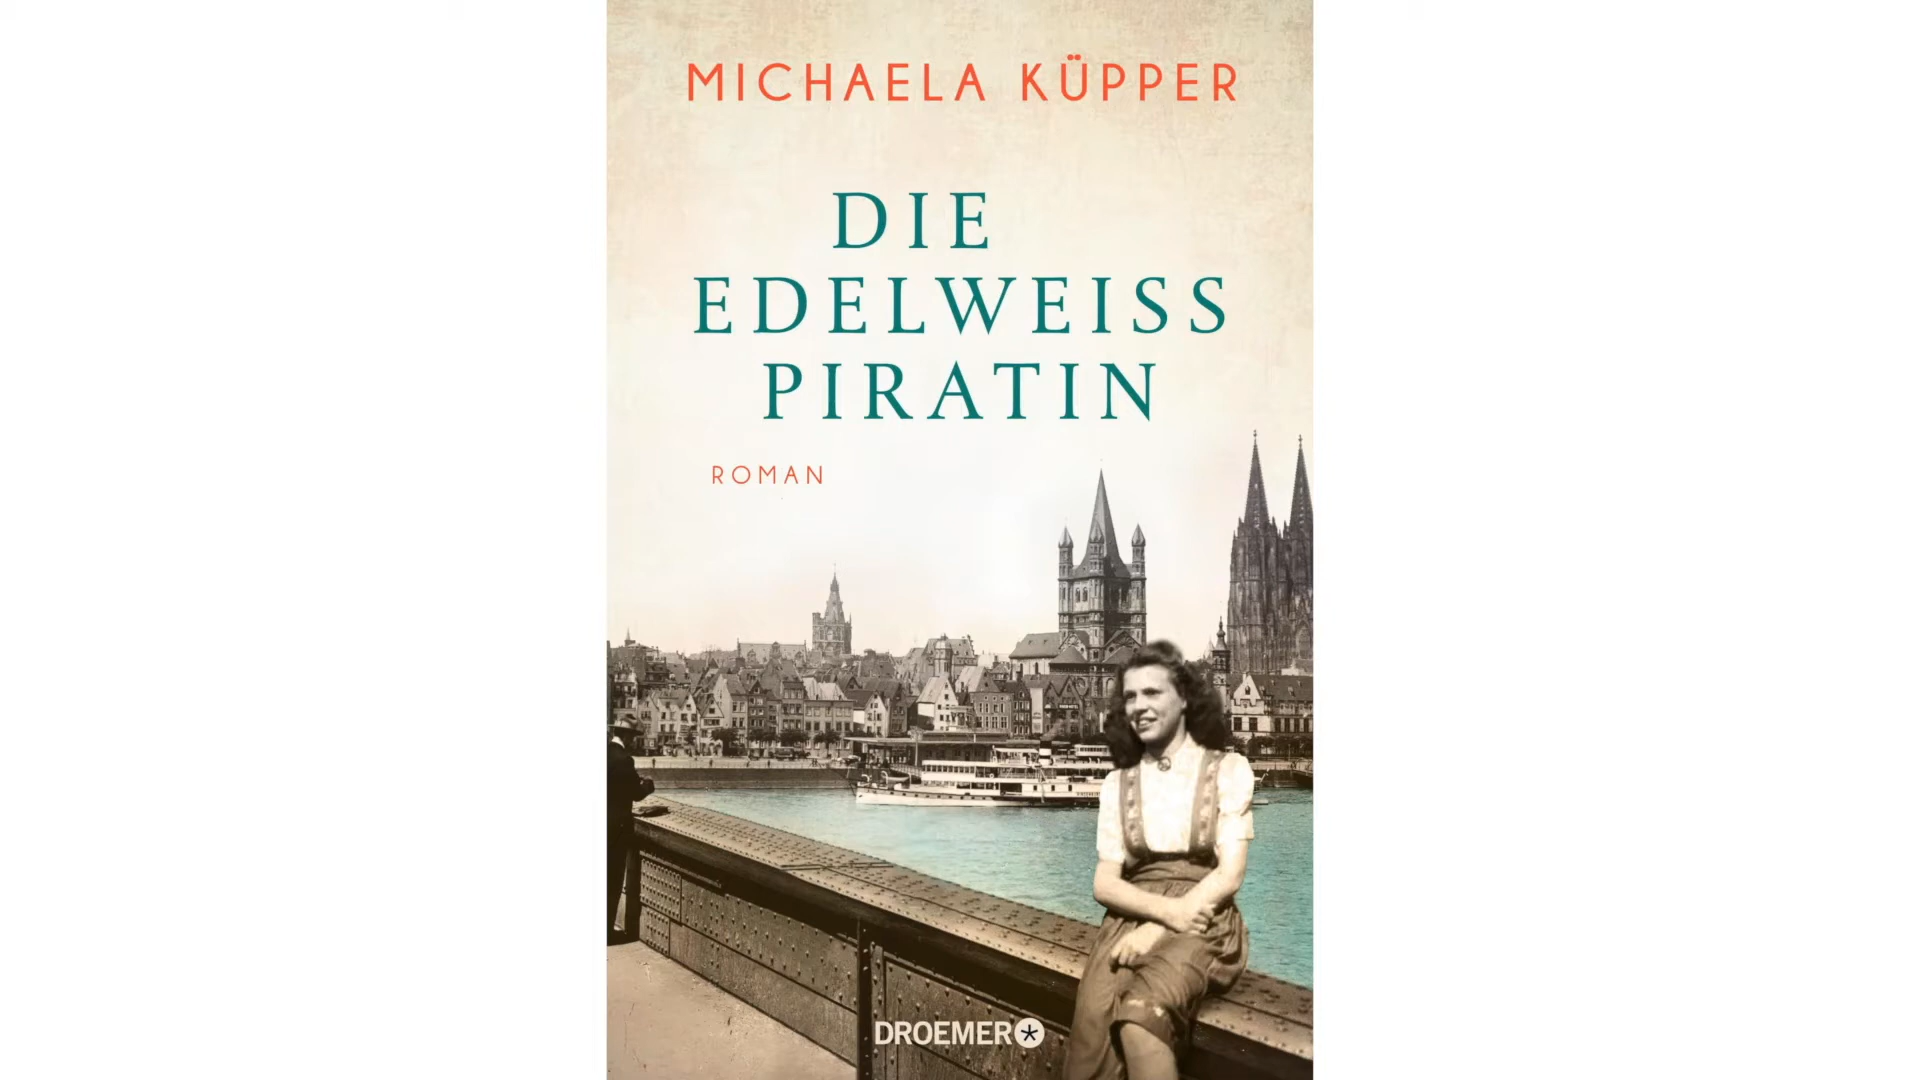 MICHAELA KÜPPER
DIE
EDELWEISS
PIRATIN
ROMAN
DROEMER